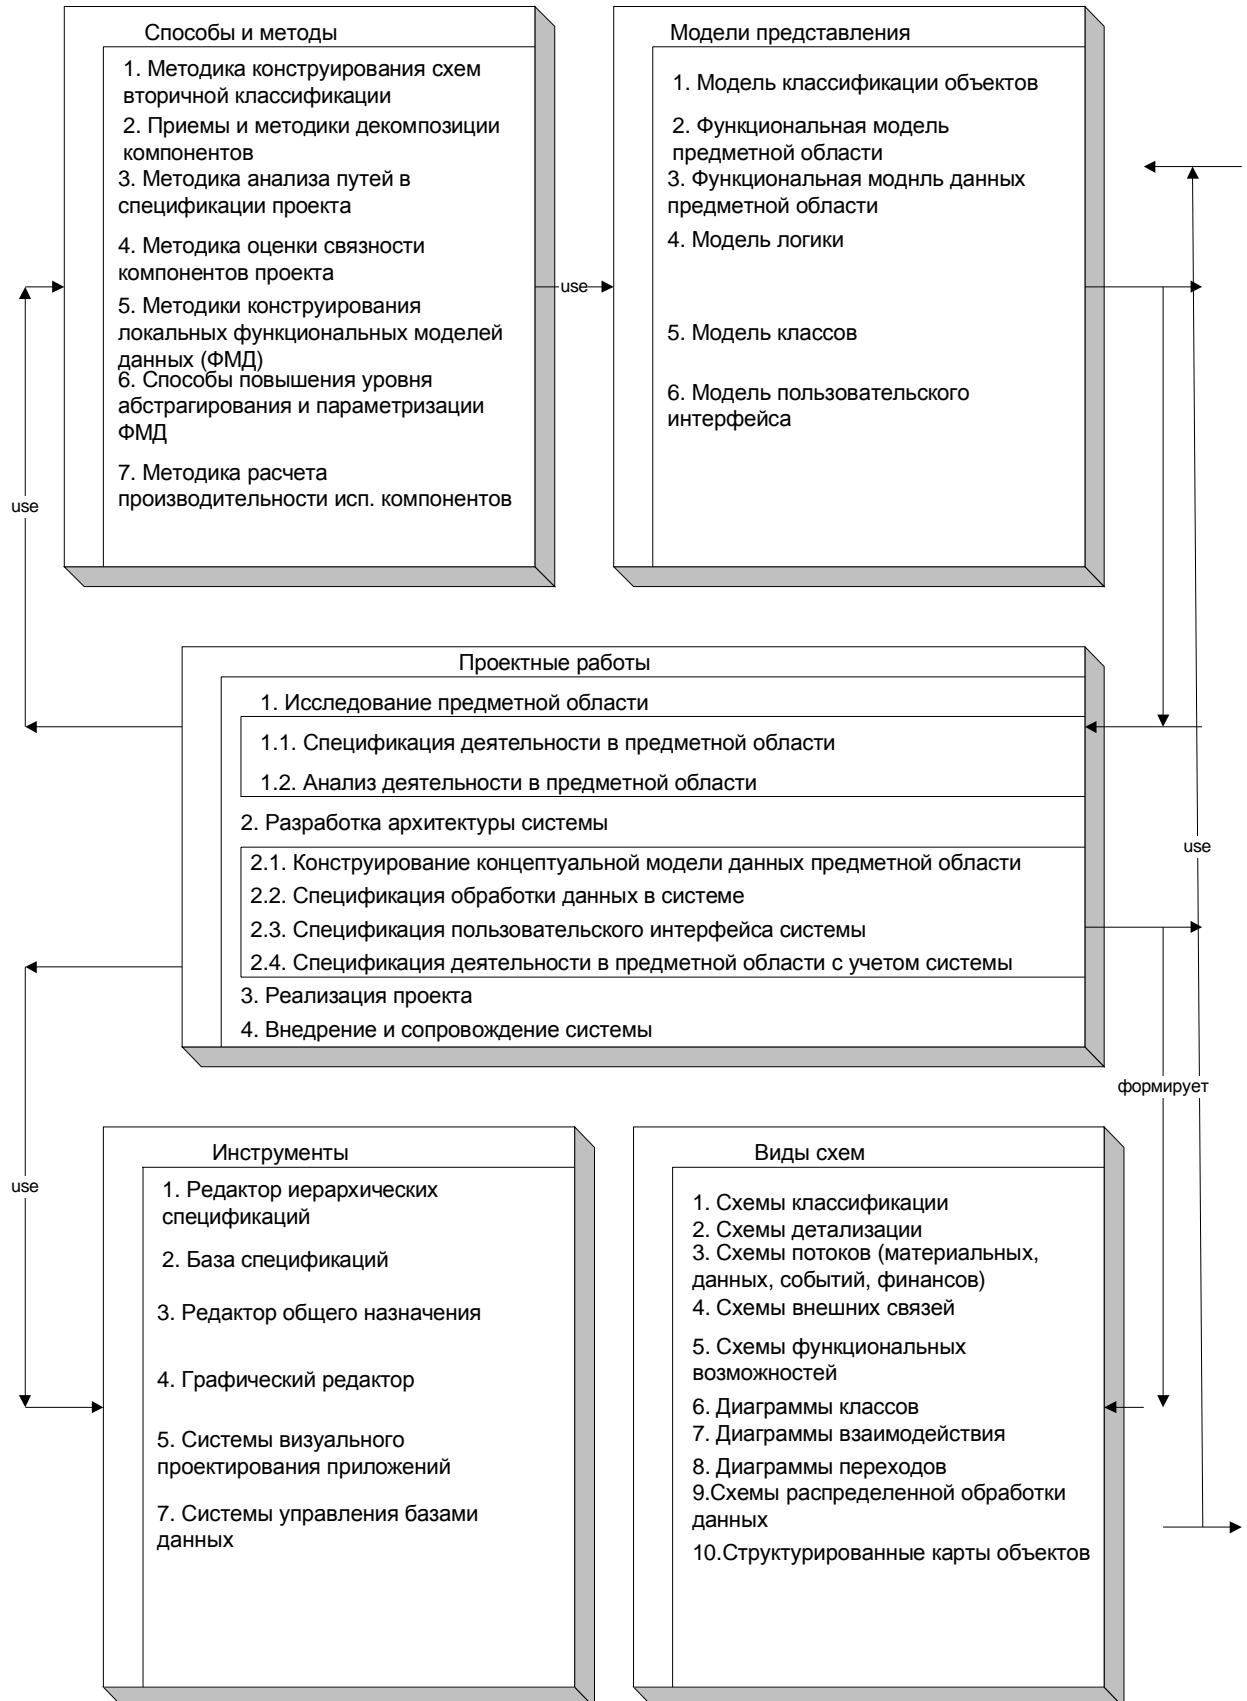 Способы и методы
1. Методика конструирования схем
вторичной классификации
2. Приемы и методики декомпозиции
компонентов
3. Методика анализа путей в
спецификации проекта
4. Методика оценки связности
компонентов проекта
5. Методики конструирования
локальных функциональных моделей
данных (ФМД)
6. Способы повышения уровня
абстрагирования и параметризации
ФМД
7. Методика расчета
производительности исп. компонентов
use
Модели представления
1. Модель классификации объектов
2. Функциональная модель
предметной области
3. Функциональная моднль данных
предметной области
4. Модель логики
5. Модель классов
6. Модель пользовательского
интерфейса
use
Проектные работы
1. Исследование предметной области
1.1. Спецификация деятельности в предметной области
1.2. Анализ деятельности в предметной области
2. Разработка архитектуры системы
2.1. Конструирование концептуальной модели данных предметной области
2.2. Спецификация обработки данных в системе
2.3. Спецификация пользовательского интерфейса системы
2.4. Спецификация деятельности в предметной области с учетом системы
3. Реализация проекта
4. Внедрение и сопровождение системы
use
формирует
use
Инструменты
1. Редактор иерархических
спецификаций
2. База спецификаций
3. Редактор общего назначения
4. Графический редактор
5. Системы визуального
проектирования приложений
7. Системы управления базами
данных
Виды схем
1. Схемы классификации
2. Схемы детализации
3. Схемы потоков (материальных,
данных, событий, финансов)
4. Схемы внешних связей
5. Схемы функциональных
возможностей
6. Диаграммы классов
7. Диаграммы взаимодействия
8. Диаграммы переходов
9.Схемы распределенной обработки
данных
10.Структурированные карты объектов